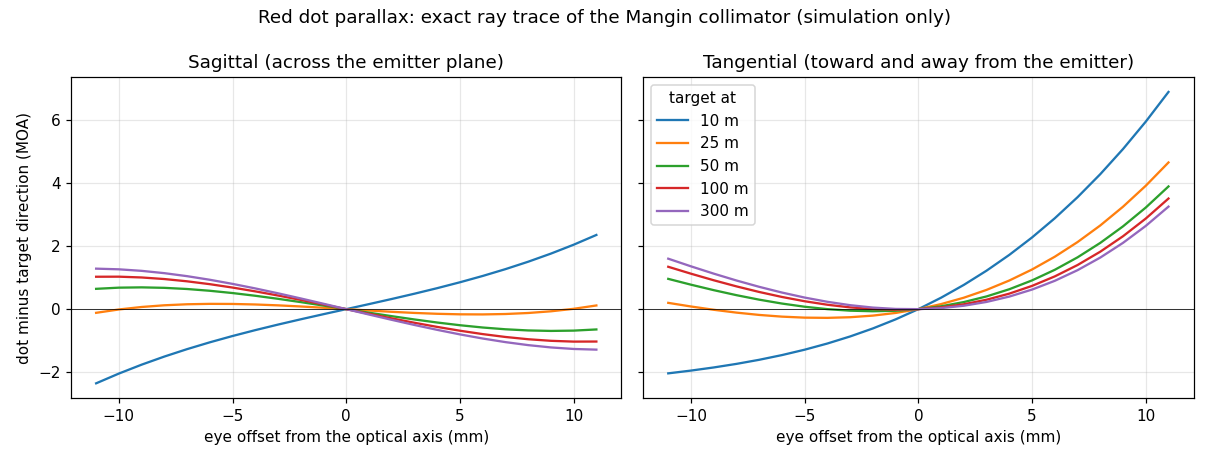 Red dot parallax: exact ray trace of the Mangin collimator (simulation only)
Sagittal (across the emitter plane)
Tangential (toward and away from the emitter)
dot minus target direction (MOA)
6
4
2
0
−2
−10
−5
0
5
10
eye offset from the optical axis (mm)
target at
10 m
25 m
50 m
100 m
300 m
−10
−5
0
5
10
eye offset from the optical axis (mm)